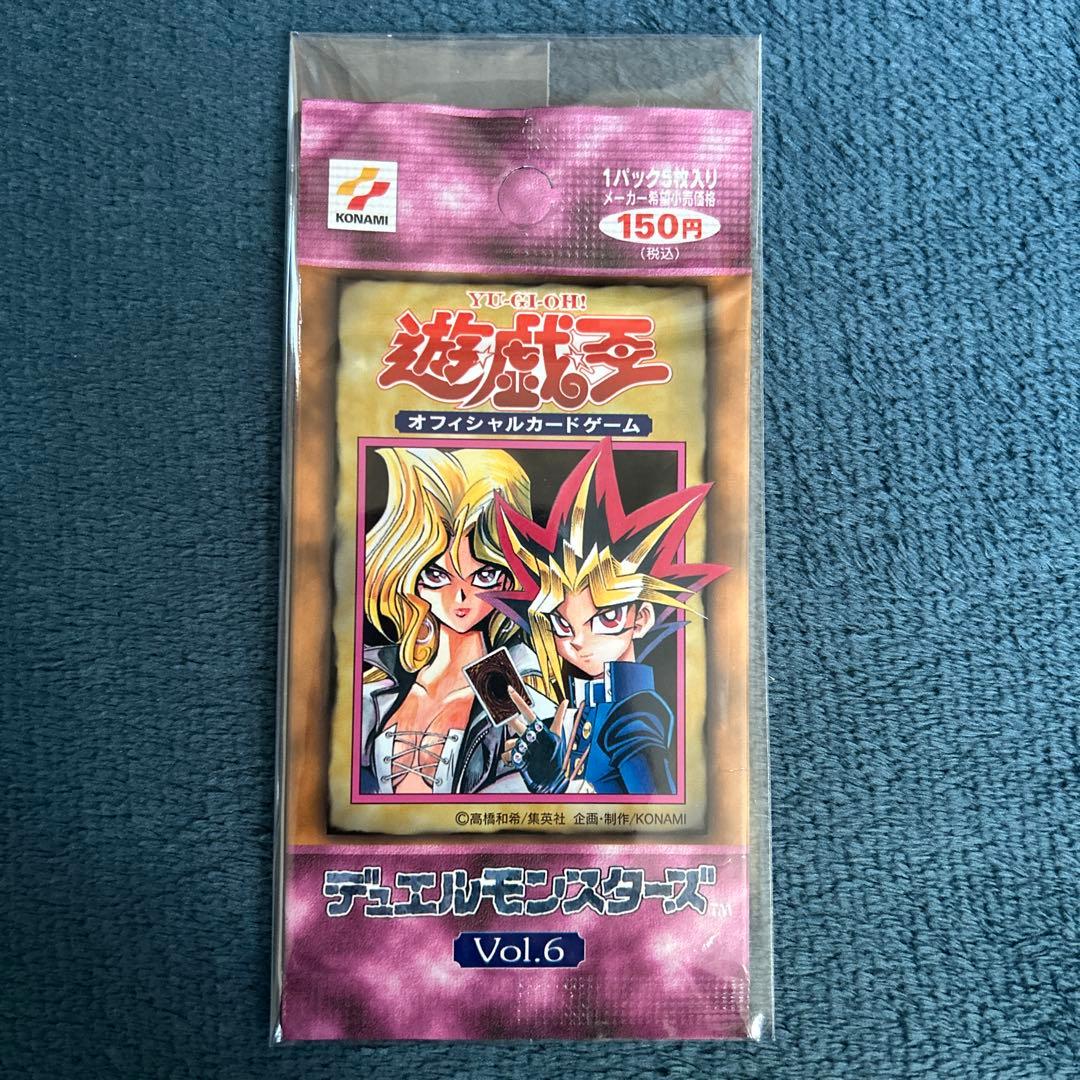 KONAMI
1パック5枚入り
メーカー希望小売価格
150円
(税込)
YU-GI-OH!
遊☆戯☆王
オフィシャルカードゲーム
©高橋和希/集英社 企画・制作/KONAMI
デュエルモンスターズ™
Vol.6